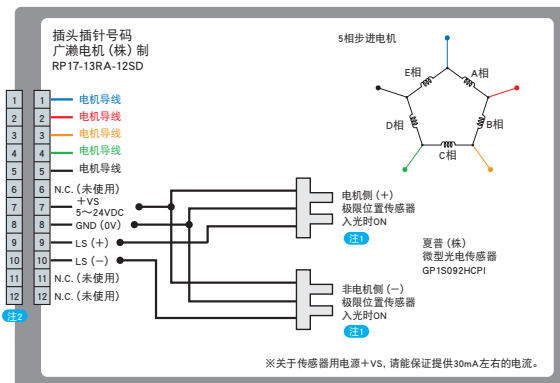 插头插针号码
广濑电机（株）制
RP17-13RA-12SD
5相步进电机
E相
A相
D相
B相
C相
1 1 电机导线
2 2 电机导线
3 3 电机导线
4 4 电机导线
5 5 电机导线
6 6 N.C.（未使用）
7 7 ＋VS
5～24VDC
8 8 GND（0V）
9 9 LS（＋）
10 10 LS（－）
11 11 N.C.（未使用）
12 12 N.C.（未使用）
注2
电机侧（＋）
极限位置传感器
入光时ON
注1
夏普（株）
微型光电传感器
GP1S092HCPI
非电机侧（－）
极限位置传感器
入光时ON
注1
※关于传感器用电源＋VS，请能保证提供30mA左右的电流。